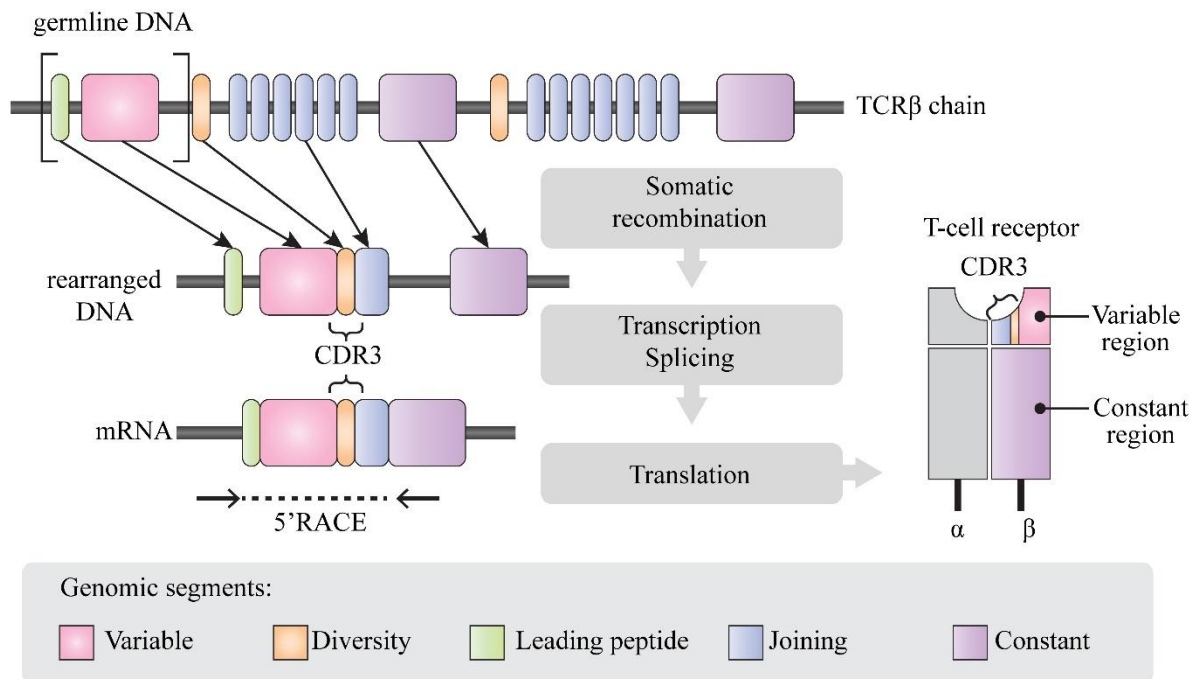 germline DNA
TCRβ chain
Somatic
recombination
rearranged
DNA
CDR3
Transcription
Splicing
mRNA
5’RACE
Translation
T-cell receptor
CDR3
Variable
region
Constant
region
α
β
Genomic segments:
Variable
Diversity
Leading peptide
Joining
Constant